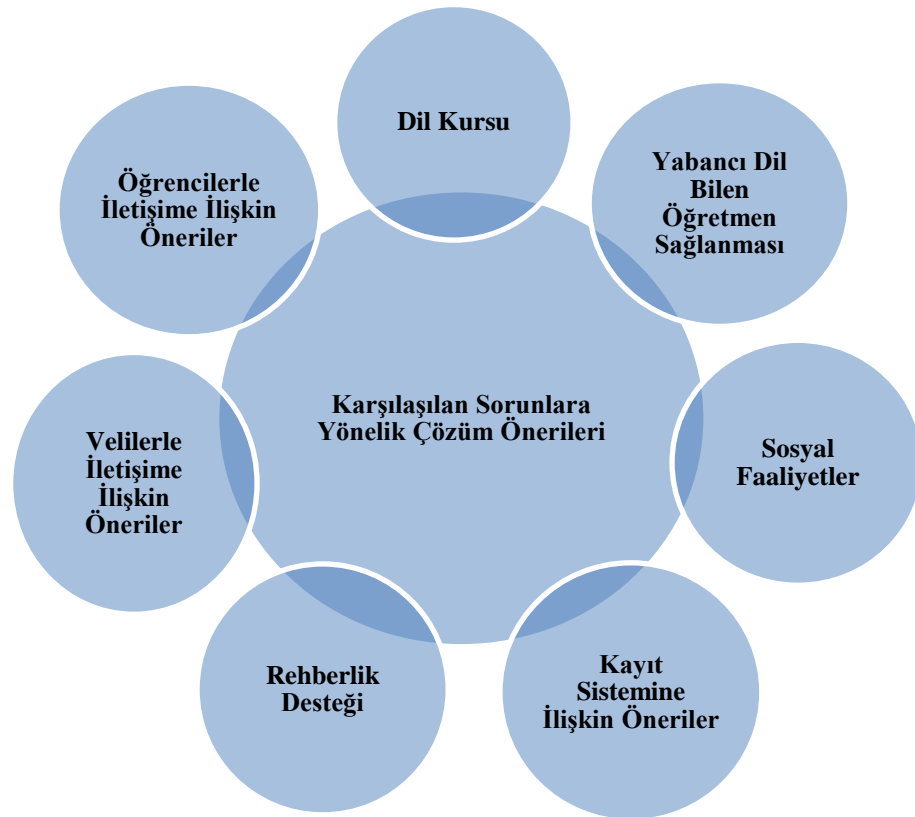 Dil Kursu
Yabancı Dil
Bilen
Öğretmen
Sağlanması
Sosyal
Faaliyetler
Kayıt
Sistemine
İlişkin Öneriler
Rehberlik
Desteği
Velilerle
İletişime
İlişkin
Öneriler
Öğrencilerle
İletişime İlişkin
Öneriler
Karşılaşılan Sorunlara
Yönelik Çözüm Önerileri